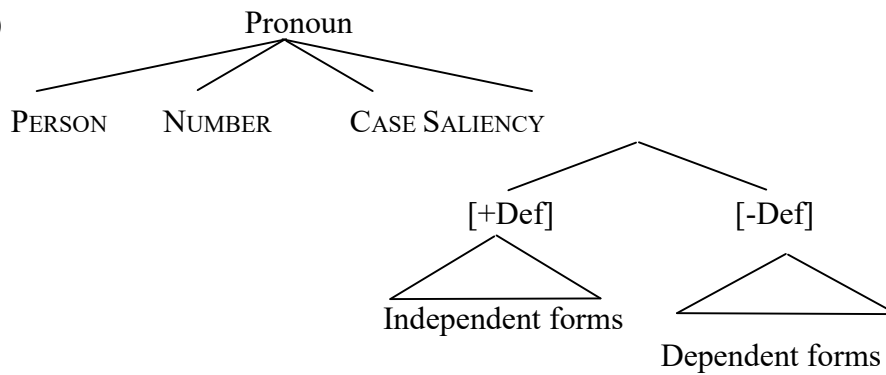 )
Pronoun
PERSON NUMBER CASE SALIENCY
[+Def] [-Def]
Independent forms
Dependent forms